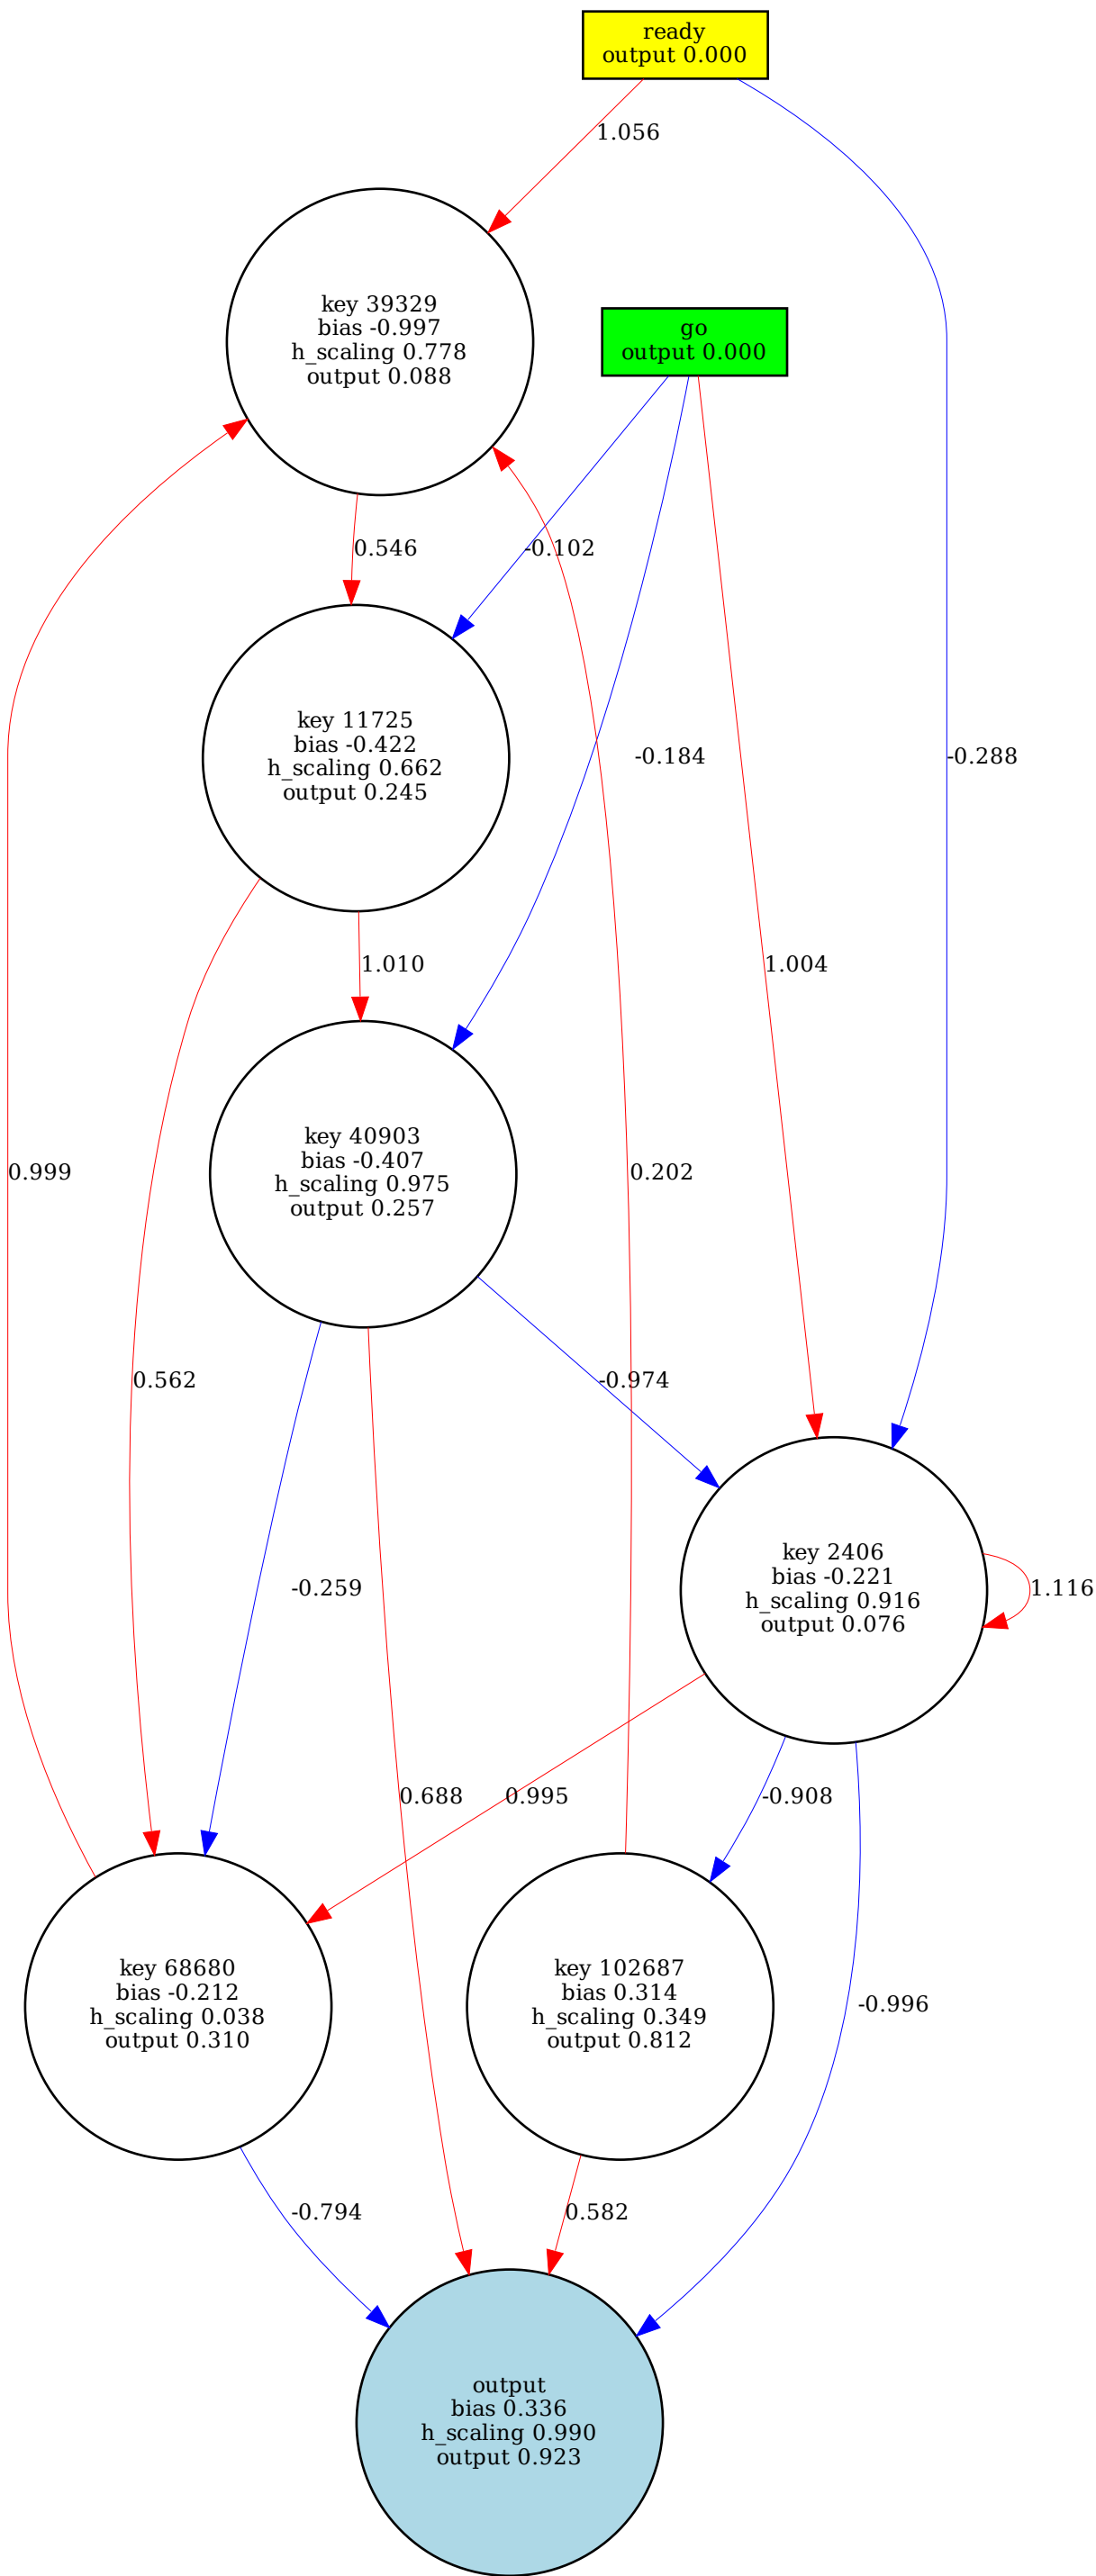 ready
output 0.000
1.056
key 39329
bias -0.997
h_scaling 0.778
output 0.088
go
output 0.000
0.546
-0.102
key 11725
bias -0.422
h_scaling 0.662
output 0.245
-0.184
-0.288
1.010
1.004
key 40903
bias -0.407
h_scaling 0.975
output 0.257
0.999
0.202
0.562
-0.974
key 2406
bias -0.221
h_scaling 0.916
output 0.076
-0.259
1.116
0.688
0.995
-0.908
key 68680
bias -0.212
h_scaling 0.038
output 0.310
key 102687
bias 0.314
h_scaling 0.349
output 0.812
-0.996
-0.794
0.582
output
bias 0.336
h_scaling 0.990
output 0.923